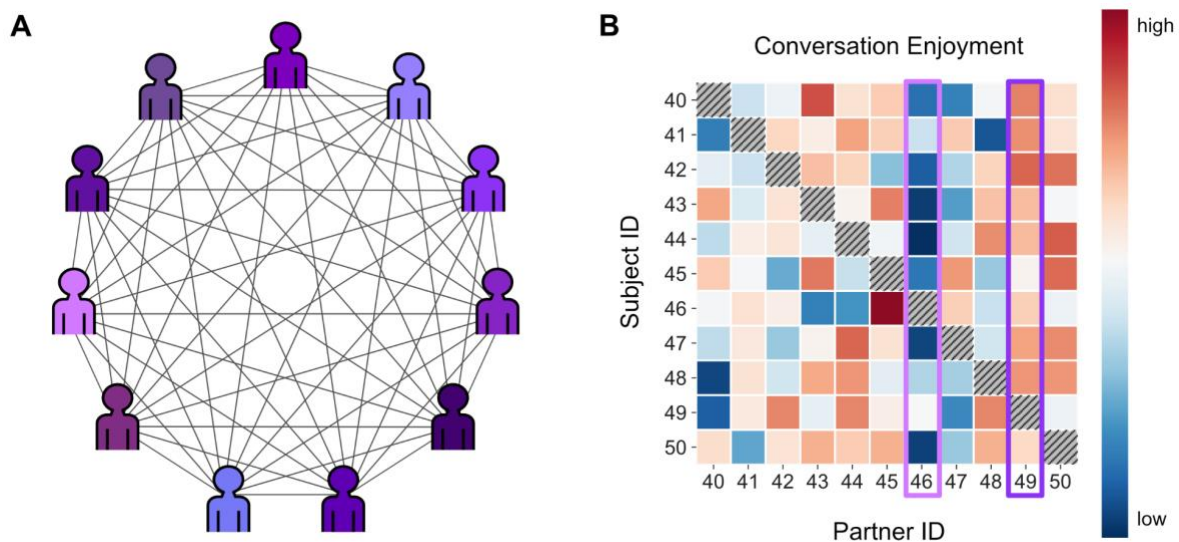 A
B
Conversation Enjoyment
high
40
41
42
43
44
45
46
47
48
49
50
Subject ID
40 41 42 43 44 45 46 47 48 49 50
Partner ID
low